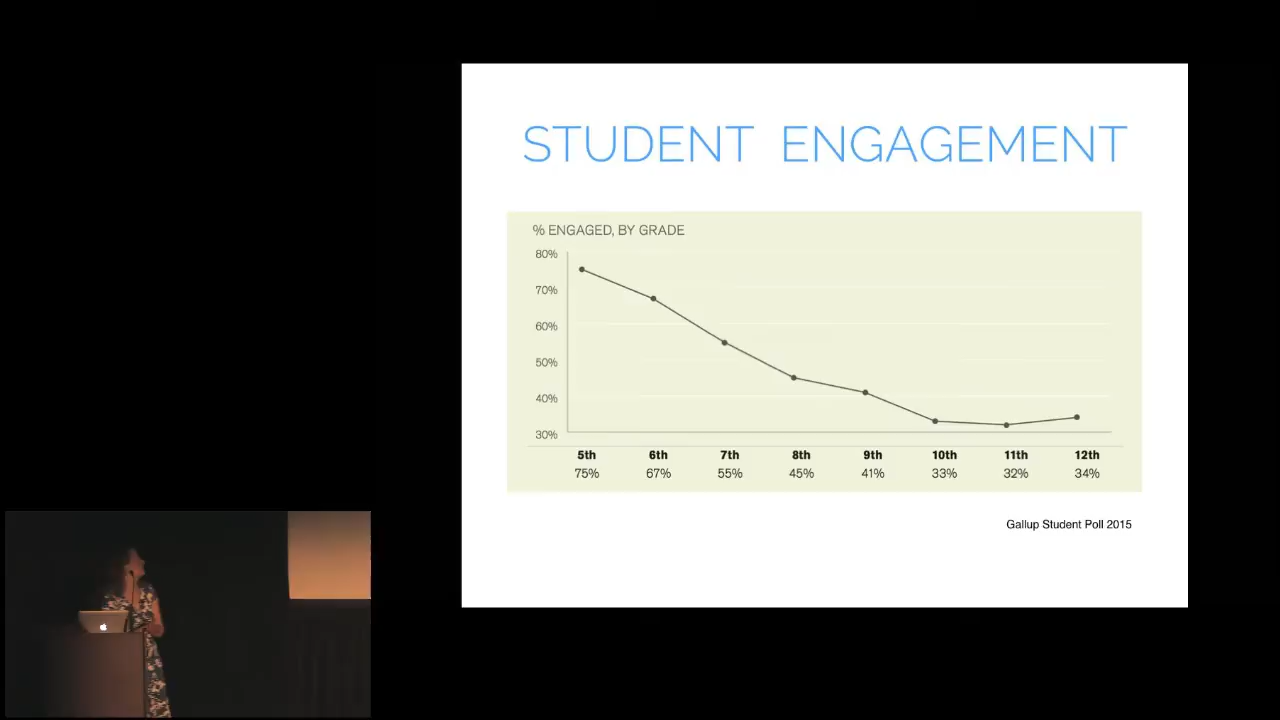 STUDENT ENGAGEMENT
% ENGAGED, BY GRADE
80%
70%
60%
50%
40%
30%
5th 6th 7th 8th 9th 10th 11th 12th
75% 67% 55% 45% 41% 33% 32% 34%
Gallup Student Poll 2015